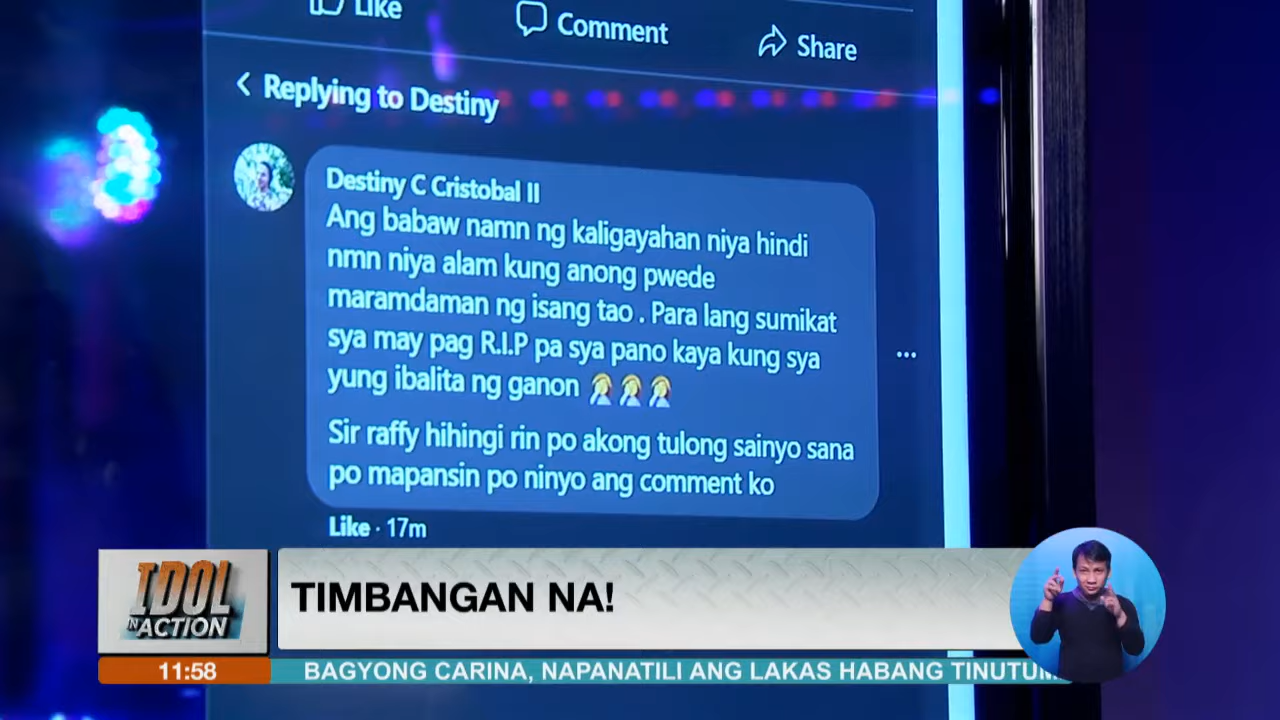 Like
Comment
Share
Replying to Destiny
Destiny C Cristobal II
Ang babaw namn ng kaligayahan niya hindi
nmn niya alam kung anong pwede
maramdaman ng isang tao . Para lang sumikat
sya may pag R.I.P pa sya pano kaya kung sya
yung ibalita ng ganon 🤦🤦🤦
Sir raffy hihingi rin po akong tulong sainyo sana
po mapansin po ninyo ang comment ko
Like · 17m
IDOL
IN ACTION
TIMBANGAN NA!
11:58
BAGYONG CARINA, NAPANATILI ANG LAKAS HABANG